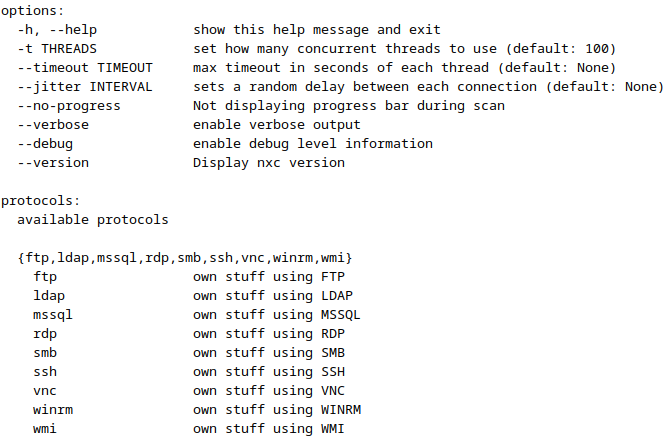 options:
  -h, --help            show this help message and exit
  -t THREADS            set how many concurrent threads to use (default: 100)
  --timeout TIMEOUT     max timeout in seconds of each thread (default: None)
  --jitter INTERVAL     sets a random delay between each connection (default: None)
  --no-progress         Not displaying progress bar during scan
  --verbose             enable verbose output
  --debug               enable debug level information
  --version             Display nxc version

protocols:
  available protocols

  {ftp,ldap,mssql,rdp,smb,ssh,vnc,winrm,wmi}
    ftp                 own stuff using FTP
    ldap                own stuff using LDAP
    mssql               own stuff using MSSQL
    rdp                 own stuff using RDP
    smb                 own stuff using SMB
    ssh                 own stuff using SSH
    vnc                 own stuff using VNC
    winrm               own stuff using WINRM
    wmi                 own stuff using WMI